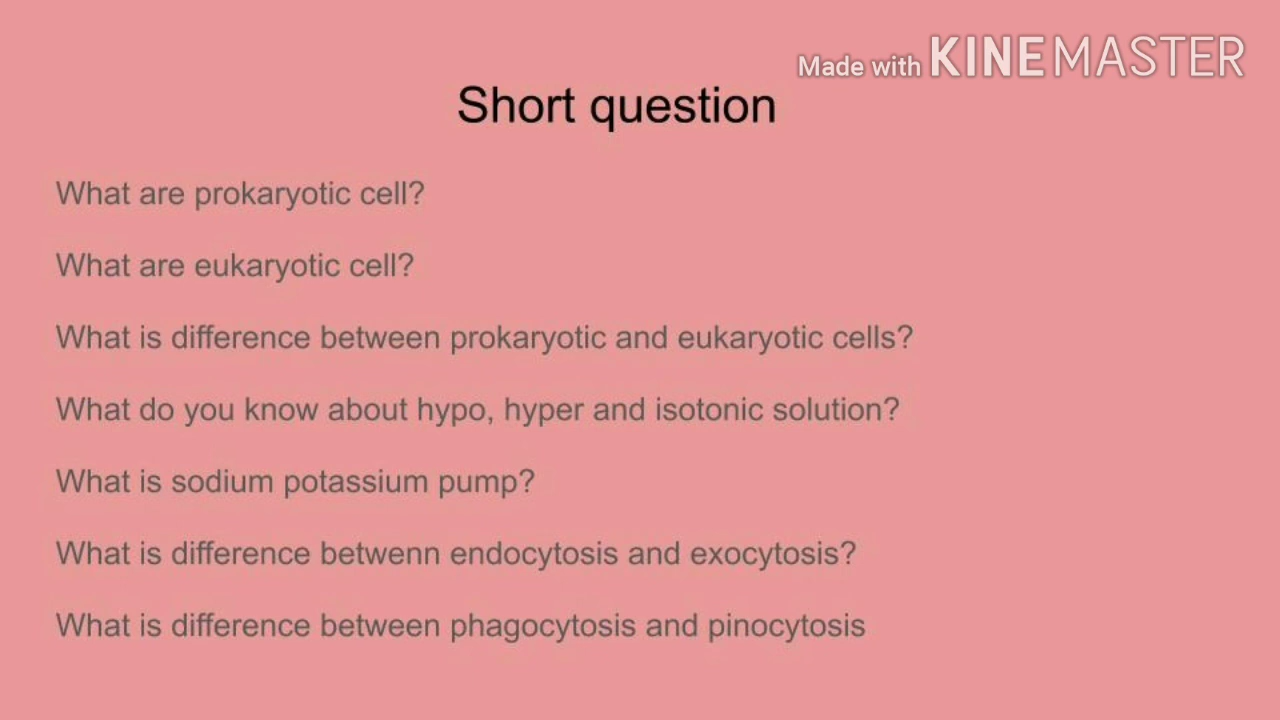 Made with KINEMASTER
Short question
What are prokaryotic cell?
What are eukaryotic cell?
What is difference between prokaryotic and eukaryotic cells?
What do you know about hypo, hyper and isotonic solution?
What is sodium potassium pump?
What is difference betwenn endocytosis and exocytosis?
What is difference between phagocytosis and pinocytosis